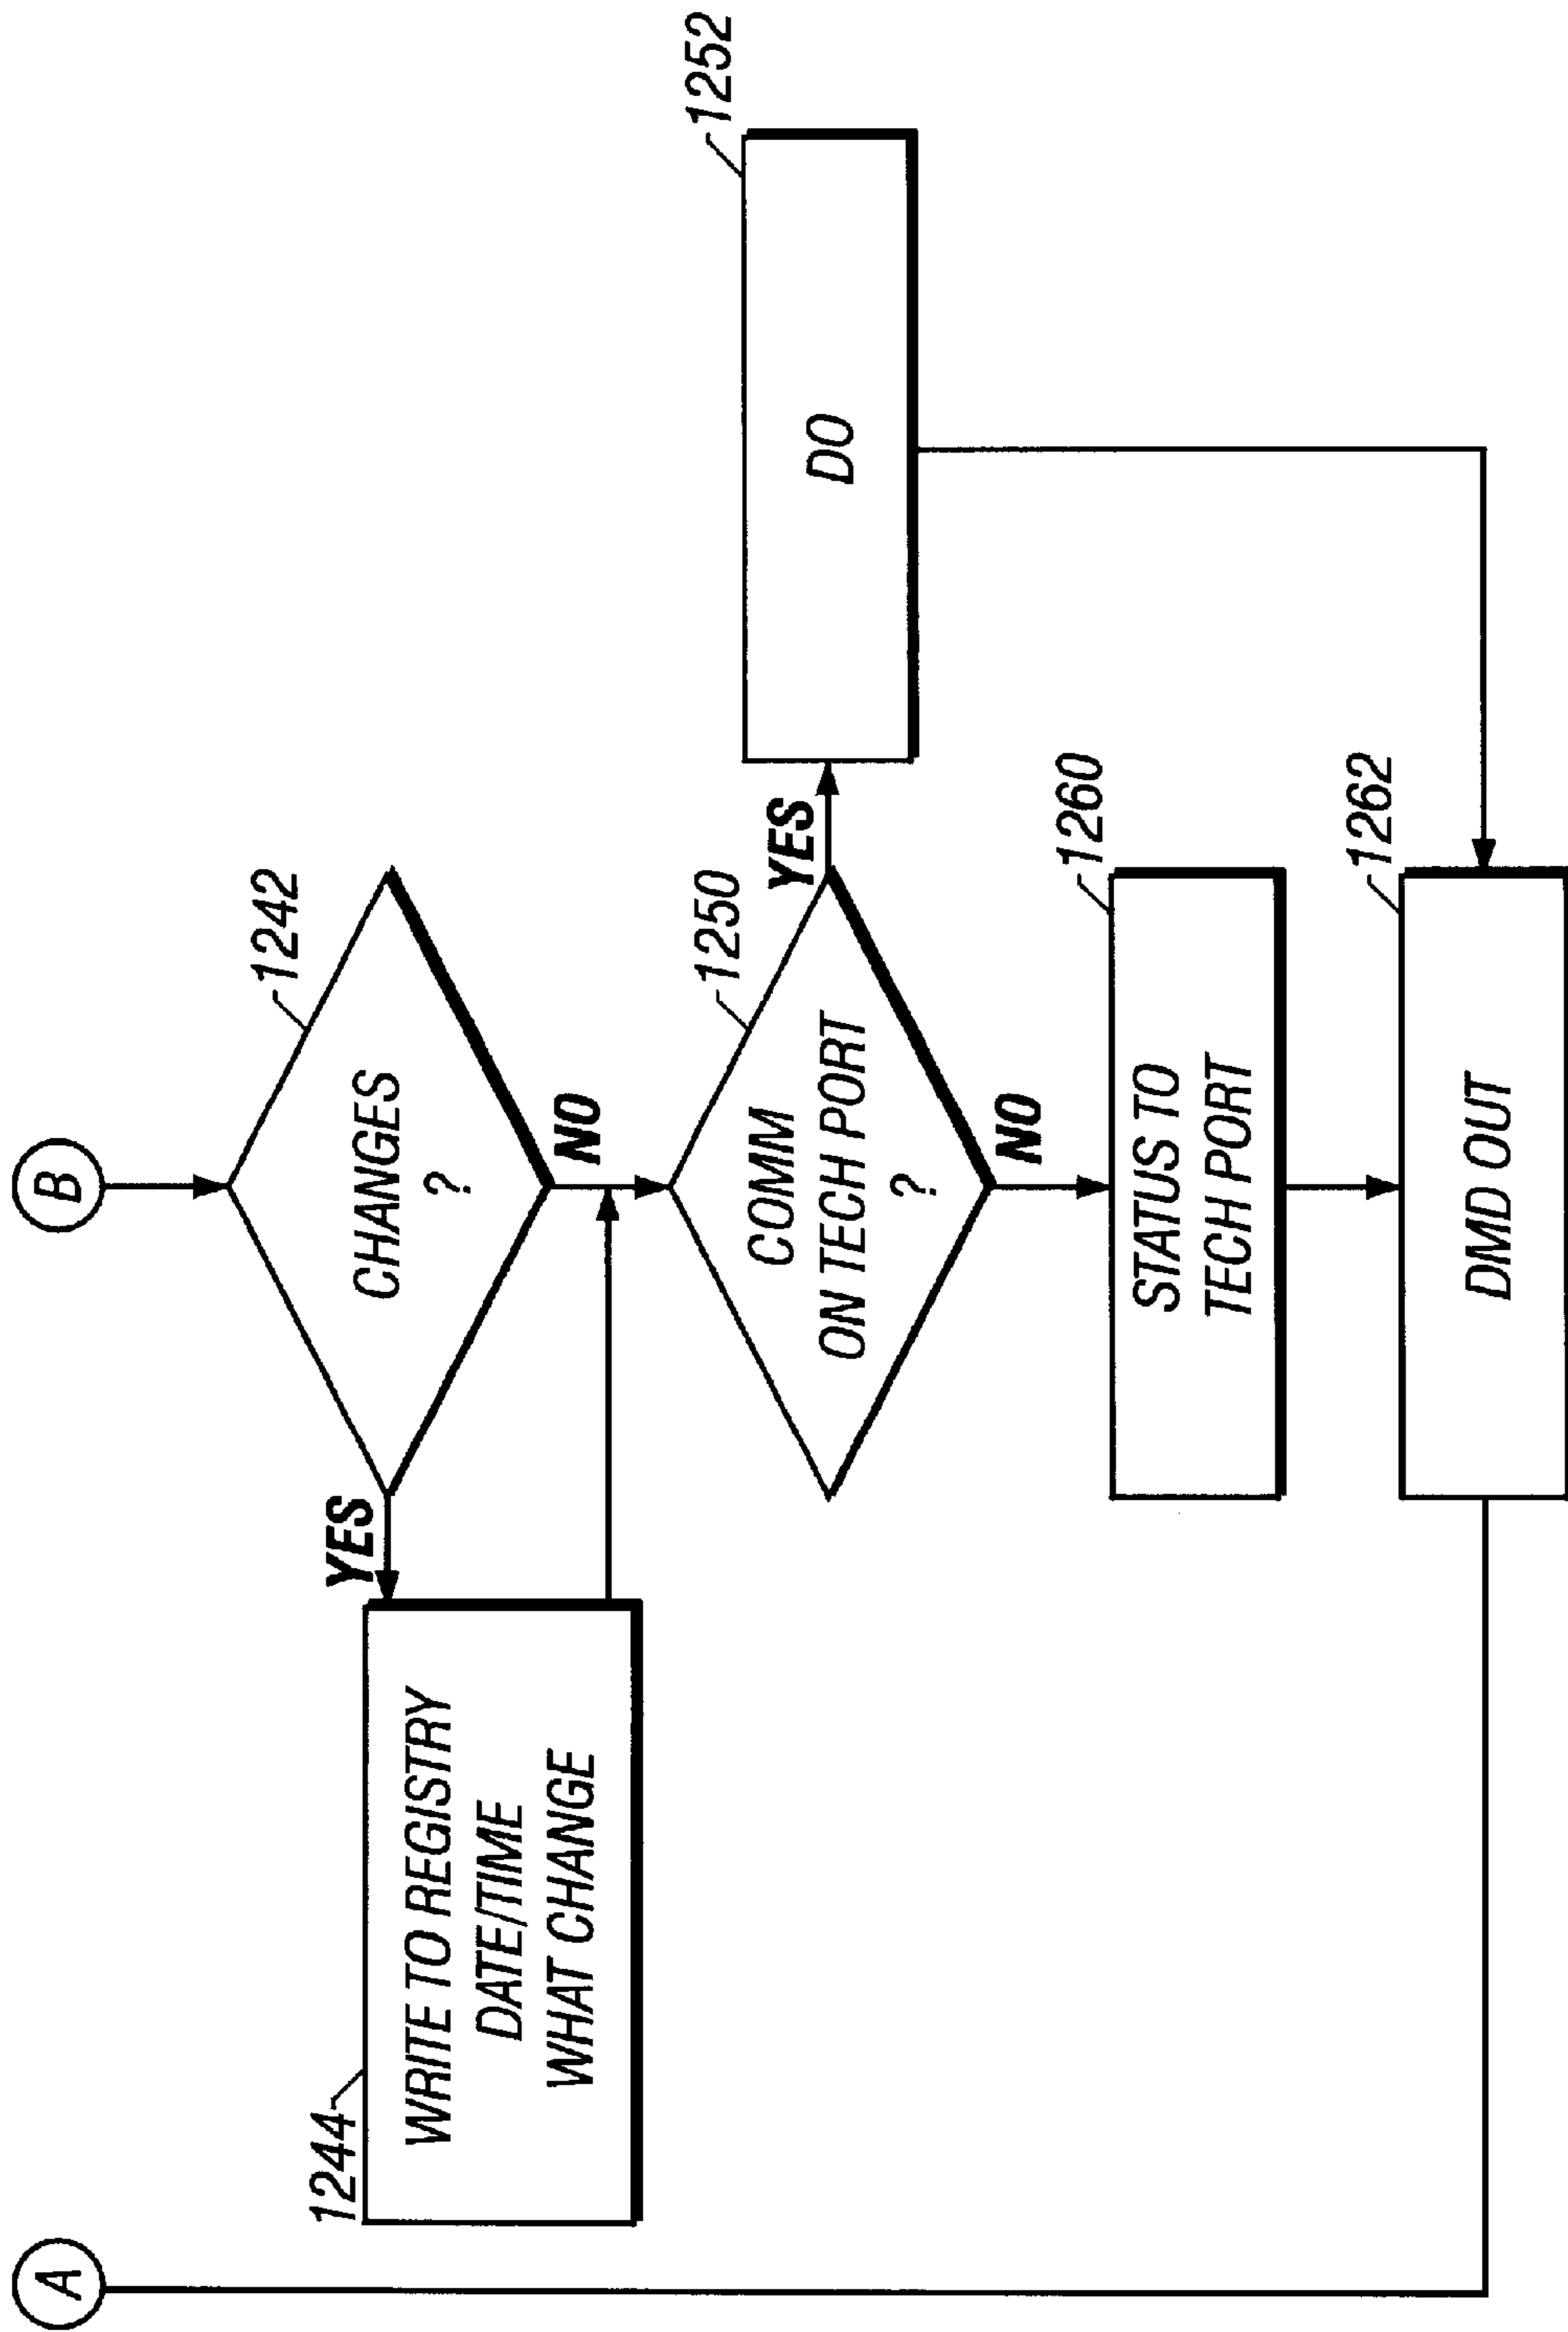 A
B
1242
CHANGES
?
YES
NO
1244
WRITE TO REGISTRY
DATE/TIME
WHAT CHANGE
1250
COMM
ON TECH PORT
?
YES
NO
1252
DO
1260
STATUS TO
TECH PORT
1262
DMD OUT